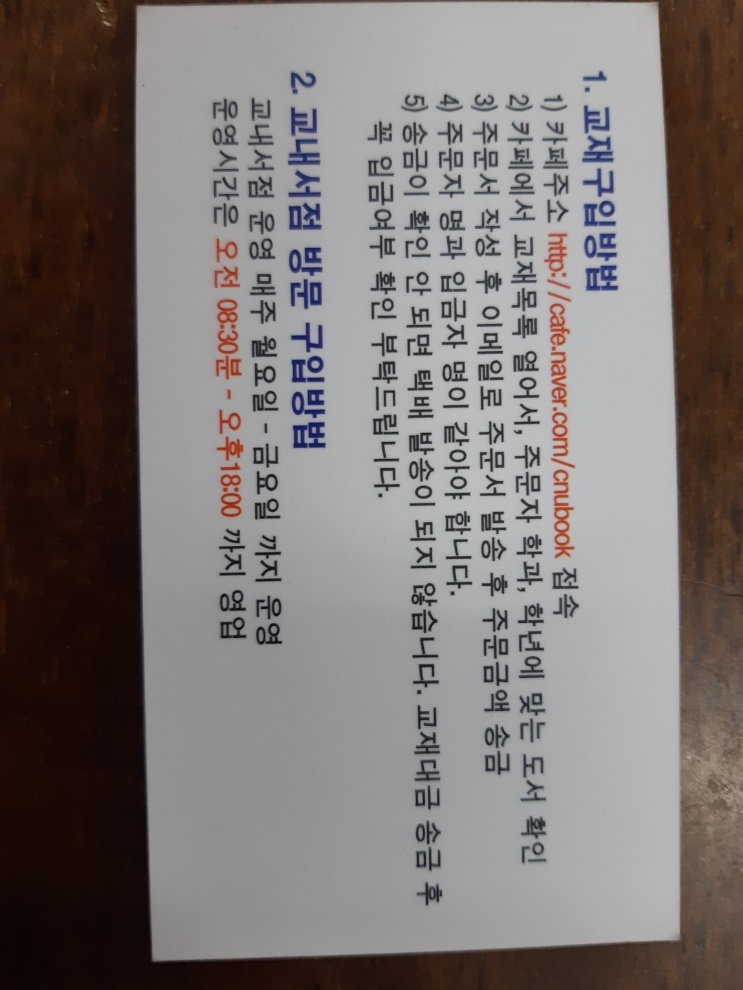 1. 교재구입방법
1) 카페주소 http://cafe.naver.com/cnubook 접속
2) 카페에서 교재목록 열어서, 주문자 학과, 학년에 맞는 도서 확인
3) 주문서 작성 후 이메일로 주문서 발송 후 주문금액 송금
4) 주문자 명과 입금자 명이 같아야 합니다.
5) 송금이 확인 안 되면 택배 발송이 되지 않습니다. 교재대금 송금 후
꼭 입금여부 확인 부탁드립니다.
2. 교내서점 방문 구입방법
교내서점 운영 매주 월요일 - 금요일 까지 운영
운영시간은 오전 08:30분 - 오후18:00 까지 영업